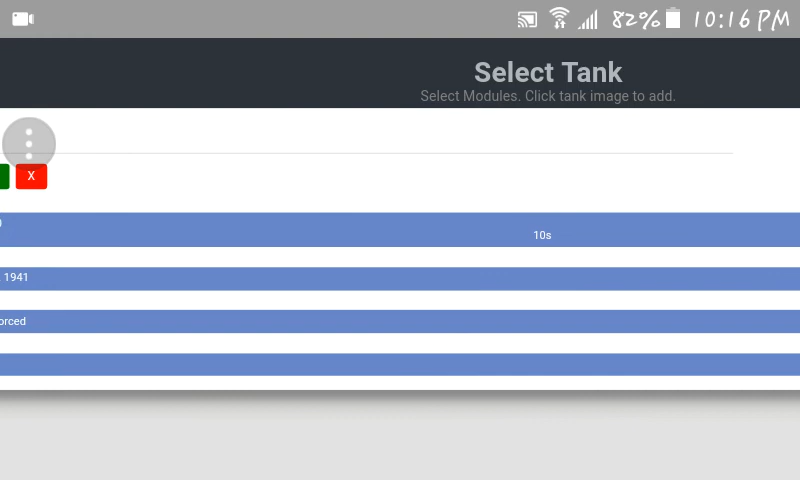 82% 10:16 PM
Select Tank
Select Modules. Click tank image to add.
X
10s
1941
orced